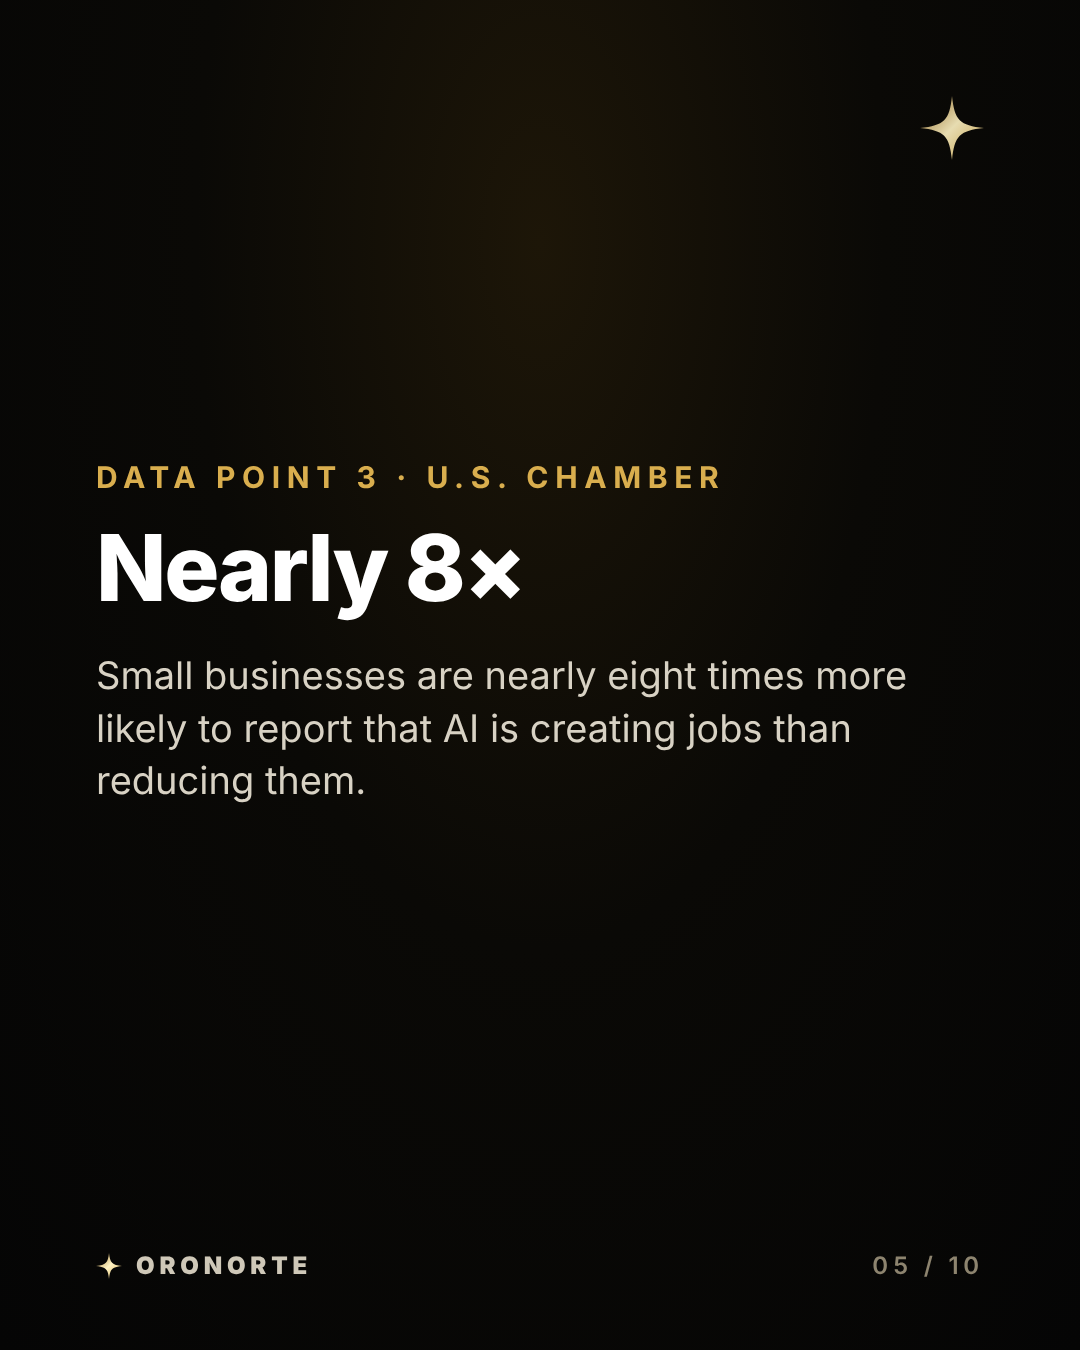 DATA POINT 3 · U.S. CHAMBER
Nearly 8×
Small businesses are nearly eight times more
likely to report that AI is creating jobs than
reducing them.
ORONORTE
05 / 10